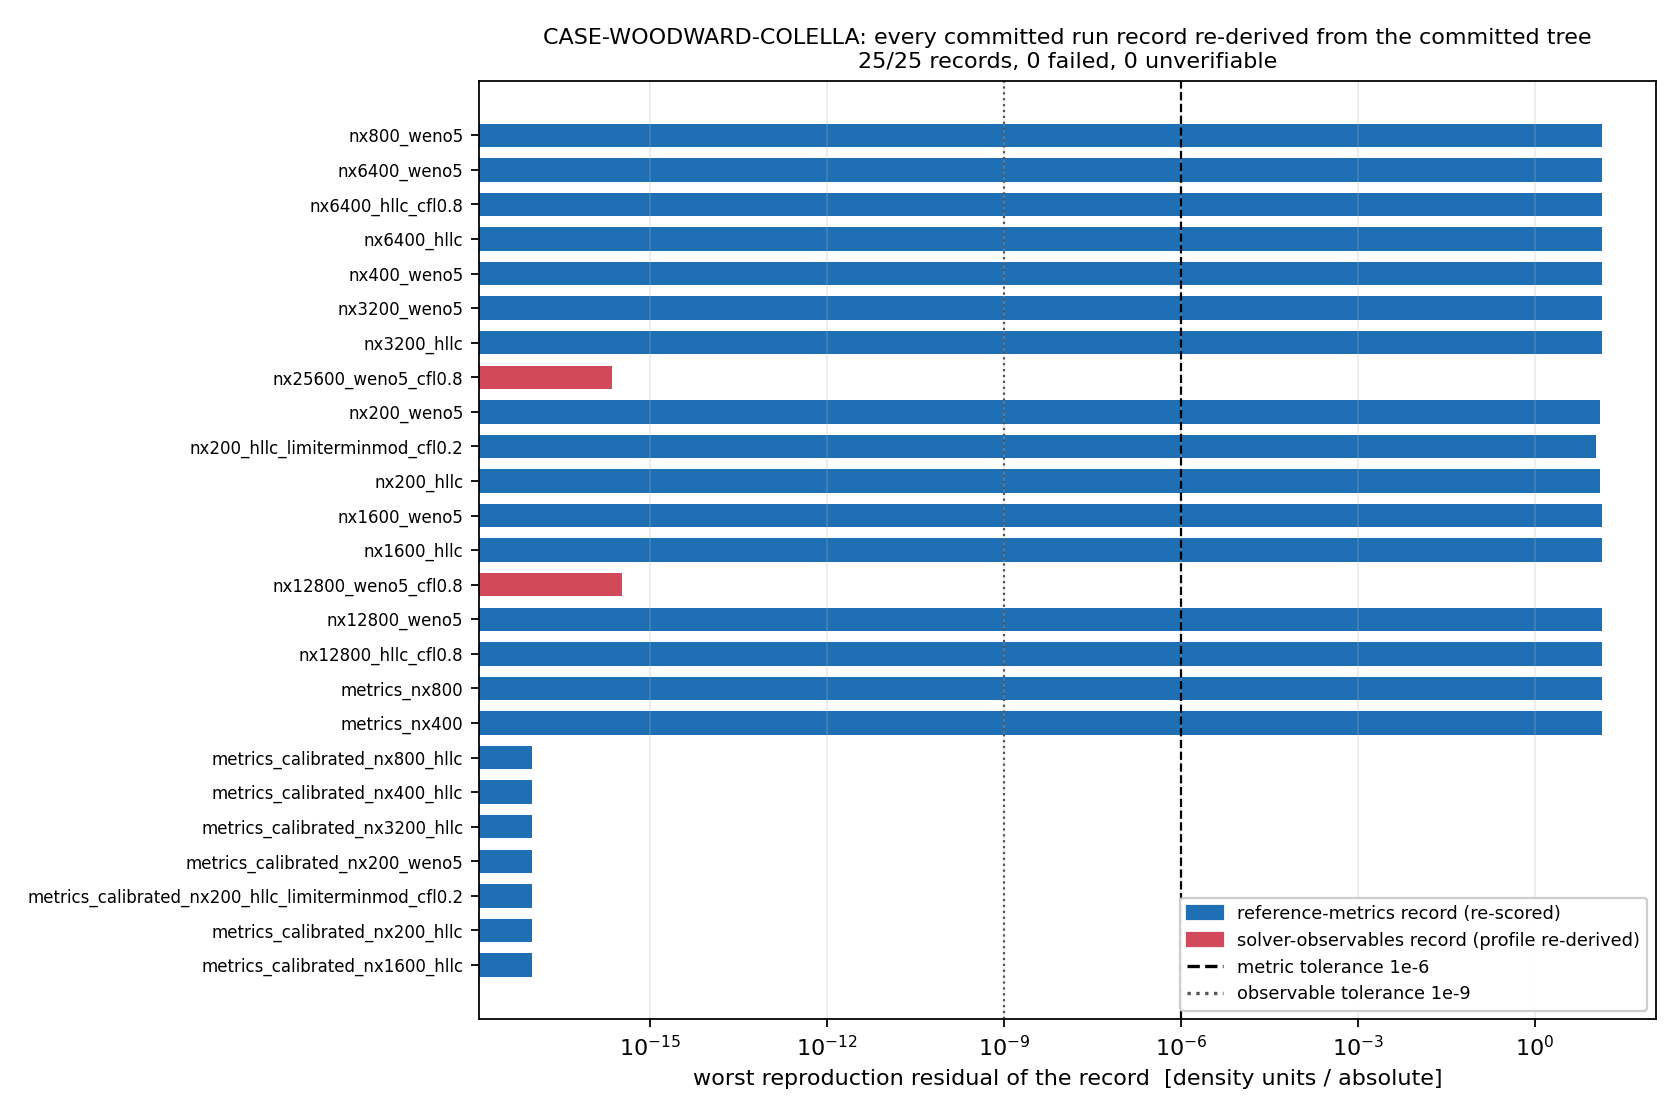 CASE-WOODWARD-COLELLA: every committed run record re-derived from the committed tree
25/25 records, 0 failed, 0 unverifiable
nx800_weno5
nx6400_weno5
nx6400_hllc_cfl0.8
nx6400_hllc
nx400_weno5
nx3200_weno5
nx3200_hllc
nx25600_weno5_cfl0.8
nx200_weno5
nx200_hllc_limiterminmod_cfl0.2
nx200_hllc
nx1600_weno5
nx1600_hllc
nx12800_weno5_cfl0.8
nx12800_weno5
nx12800_hllc_cfl0.8
metrics_nx800
metrics_nx400
metrics_calibrated_nx800_hllc
metrics_calibrated_nx400_hllc
metrics_calibrated_nx3200_hllc
metrics_calibrated_nx200_weno5
metrics_calibrated_nx200_hllc_limiterminmod_cfl0.2
metrics_calibrated_nx200_hllc
metrics_calibrated_nx1600_hllc
reference-metrics record (re-scored)
solver-observables record (profile re-derived)
metric tolerance 1e-6
observable tolerance 1e-9
10⁻¹⁵ 10⁻¹² 10⁻⁹ 10⁻⁶ 10⁻³ 10⁰
worst reproduction residual of the record [density units / absolute]